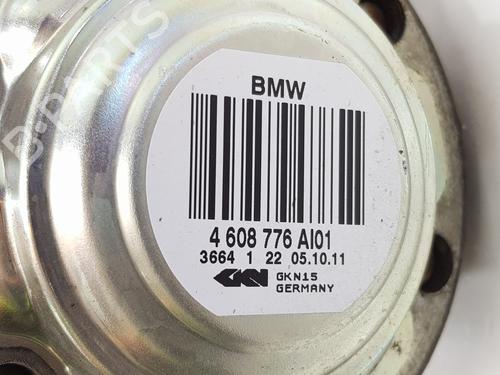 B-PARTS
BMW
4 608 776 AI01
3664 1 22 05.10.11
GKN GKN15
GERMANY